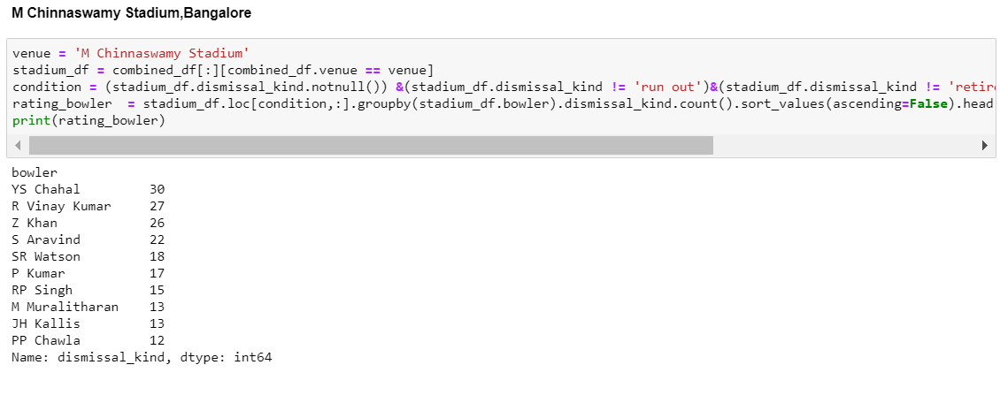 M Chinnaswamy Stadium,Bangalore
venue = 'M Chinnaswamy Stadium'
stadium_df = combined_df[:][combined_df.venue == venue]
condition = (stadium_df.dismissal_kind.notnull()) &(stadium_df.dismissal_kind != 'run out')&(stadium_df.dismissal_kind != 'retire
rating_bowler  = stadium_df.loc[condition,:].groupby(stadium_df.bowler).dismissal_kind.count().sort_values(ascending=False).head
print(rating_bowler)
bowler
YS Chahal         30
R Vinay Kumar     27
Z Khan            26
S Aravind         22
SR Watson         18
P Kumar           17
RP Singh          15
M Muralitharan    13
JH Kallis         13
PP Chawla         12
Name: dismissal_kind, dtype: int64